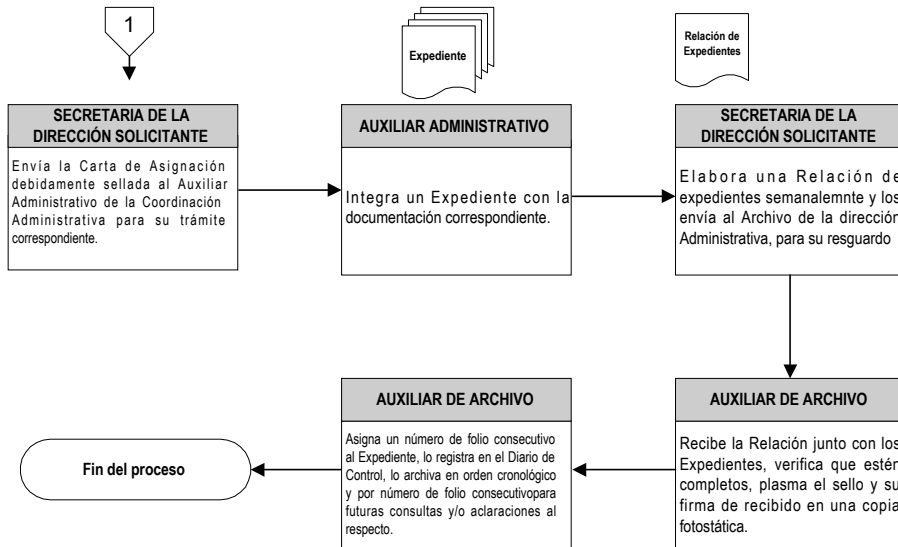 1
Expediente
Relación de
Expedientes
SECRETARIA DE LA
DIRECCIÓN SOLICITANTE
Envía la Carta de Asignación
debidamente sellada al Auxiliar
Administrativo de la Coordinación
Administrativa para su trámite
correspondiente.
AUXILIAR ADMINISTRATIVO
Integra un Expediente con la
documentación correspondiente.
SECRETARIA DE LA
DIRECCIÓN SOLICITANTE
Elabora una Relación de
expedientes semanalemnte y los
envía al Archivo de la dirección
Administrativa, para su resguardo
AUXILIAR DE ARCHIVO
Recibe la Relación junto con los
Expedientes, verifica que estén
completos, plasma el sello y su
firma de recibido en una copia
fotostática.
AUXILIAR DE ARCHIVO
Asigna un número de folio consecutivo
al Expediente, lo registra en el Diario de
Control, lo archiva en orden cronológico
y por número de folio consecutivopara
futuras consultas y/o aclaraciones al
respecto.
Fin del proceso